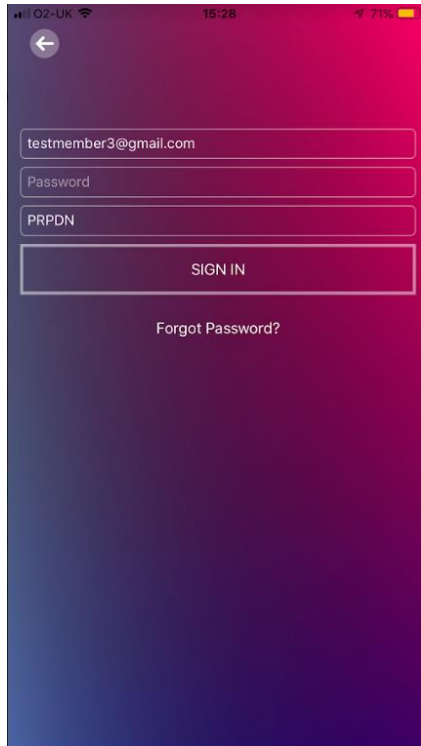 O2-UK 15:28 71%
testmember3@gmail.com
Password
PRPDN
SIGN IN
Forgot Password?